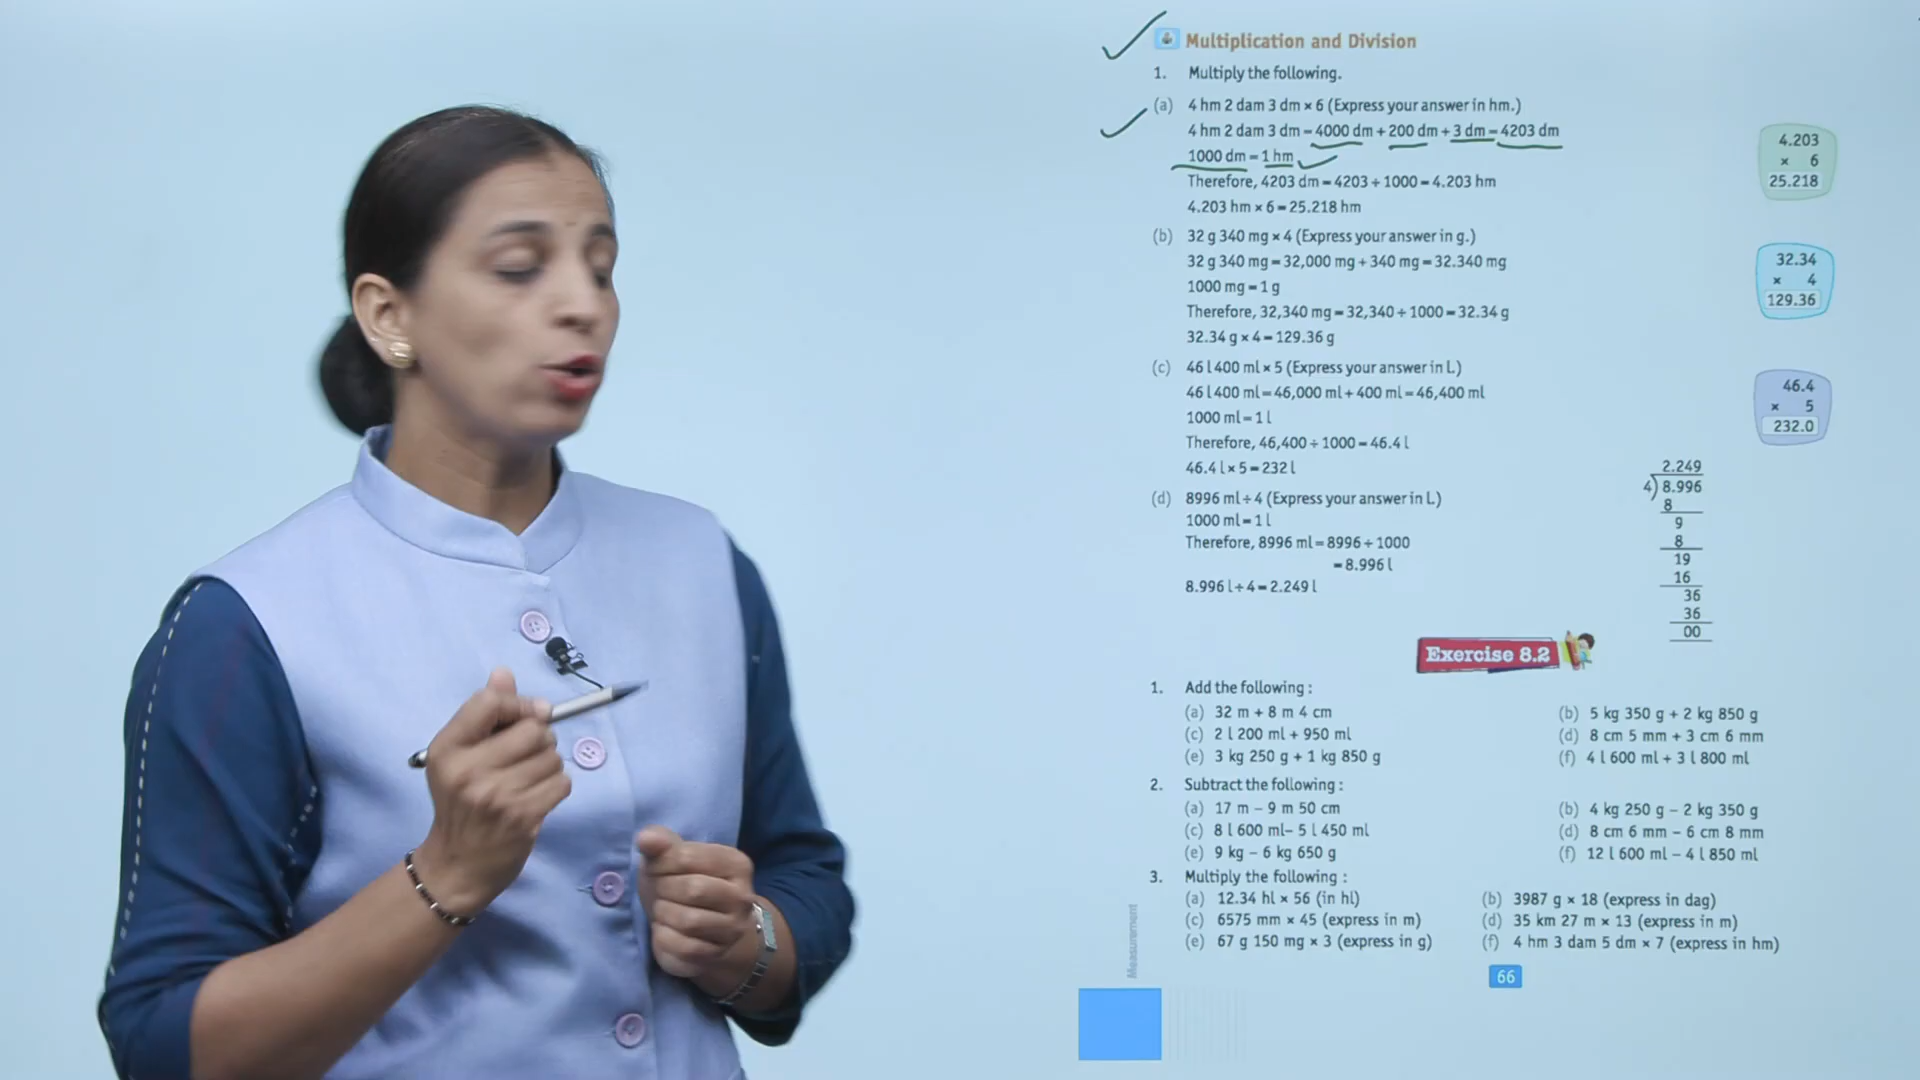 Multiplication and Division
1. Multiply the following.
(a) 4 hm 2 dam 3 dm × 6 (Express your answer in hm.)
4 hm 2 dam 3 dm = 4000 dm + 200 dm + 3 dm = 4203 dm
1000 dm = 1 hm
Therefore, 4203 dm = 4203 ÷ 1000 = 4.203 hm
4.203 hm × 6 = 25.218 hm
4.203
× 6
25.218
(b) 32 g 340 mg × 4 (Express your answer in g.)
32 g 340 mg = 32,000 mg + 340 mg = 32.340 mg
1000 mg = 1 g
Therefore, 32,340 mg = 32,340 ÷ 1000 = 32.34 g
32.34 g × 4 = 129.36 g
32.34
× 4
129.36
(c) 46 l 400 ml × 5 (Express your answer in L)
46 l 400 ml = 46,000 ml + 400 ml = 46,400 ml
1000 ml = 1 l
Therefore, 46,400 ÷ 1000 = 46.4 l
46.4 l × 5 = 232 l
46.4
× 5
232.0
(d) 8996 ml ÷ 4 (Express your answer in L)
1000 ml = 1 l
Therefore, 8996 ml = 8996 ÷ 1000
= 8.996 l
8.996 l ÷ 4 = 2.249 l
2.249
4)8.996
8
9
8
19
16
36
36
00
Exercise 8.2
1. Add the following :
(a) 32 m + 8 m 4 cm (b) 5 kg 350 g + 2 kg 850 g
(c) 2 l 200 ml + 950 ml (d) 8 cm 5 mm + 3 cm 6 mm
(e) 3 kg 250 g + 1 kg 850 g (f) 4 l 600 ml + 3 l 800 ml
2. Subtract the following :
(a) 17 m – 9 m 50 cm (b) 4 kg 250 g – 2 kg 350 g
(c) 8 l 600 ml– 5 l 450 ml (d) 8 cm 6 mm – 6 cm 8 mm
(e) 9 kg – 6 kg 650 g (f) 12 l 600 ml – 4 l 850 ml
3. Multiply the following :
(a) 12.34 hl × 56 (in hl) (b) 3987 g × 18 (express in dag)
(c) 6575 mm × 45 (express in m) (d) 35 km 27 m × 13 (express in m)
(e) 67 g 150 mg × 3 (express in g) (f) 4 hm 3 dam 5 dm × 7 (express in hm)
Measurement
66